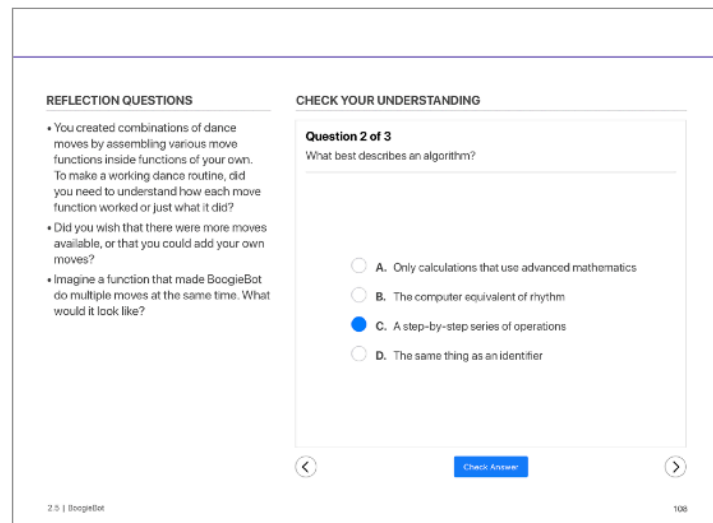 REFLECTION QUESTIONS
• You created combinations of dance
moves by assembling various move
functions inside functions of your own.
To make a working dance routine, did
you need to understand how each move
function worked or just what it did?
• Did you wish that there were more moves
available, or that you could add your own
moves?
• Imagine a function that made BoogieBot
do multiple moves at the same time. What
would it look like?
CHECK YOUR UNDERSTANDING
Question 2 of 3
What best describes an algorithm?
A. Only calculations that use advanced mathematics
B. The computer equivalent of rhythm
C. A step-by-step series of operations
D. The same thing as an identifier
Check Answer
2.5 | BoogieBot
108